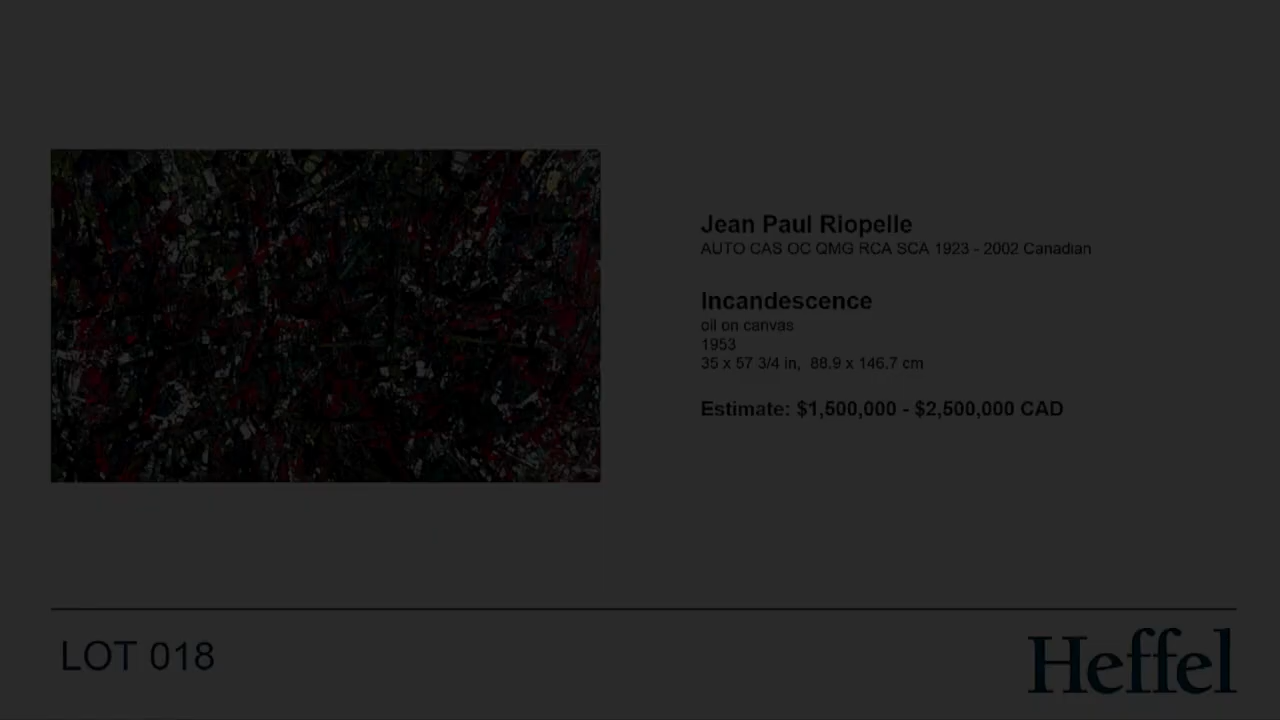 Jean Paul Riopelle
AUTO CAS OC QMG RCA SCA 1923 - 2002 Canadian
Incandescence
oil on canvas
1953
35 x 57 3/4 in, 88.9 x 146.7 cm
Estimate: $1,500,000 - $2,500,000 CAD
LOT 018
Heffel